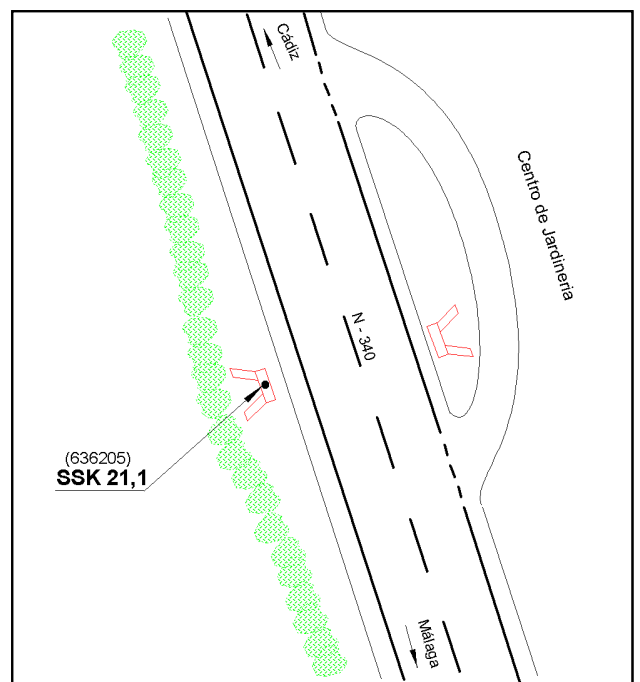 Cádiz
Centro de Jardineria
N - 340
(636205)
SSK 21,1
Málaga